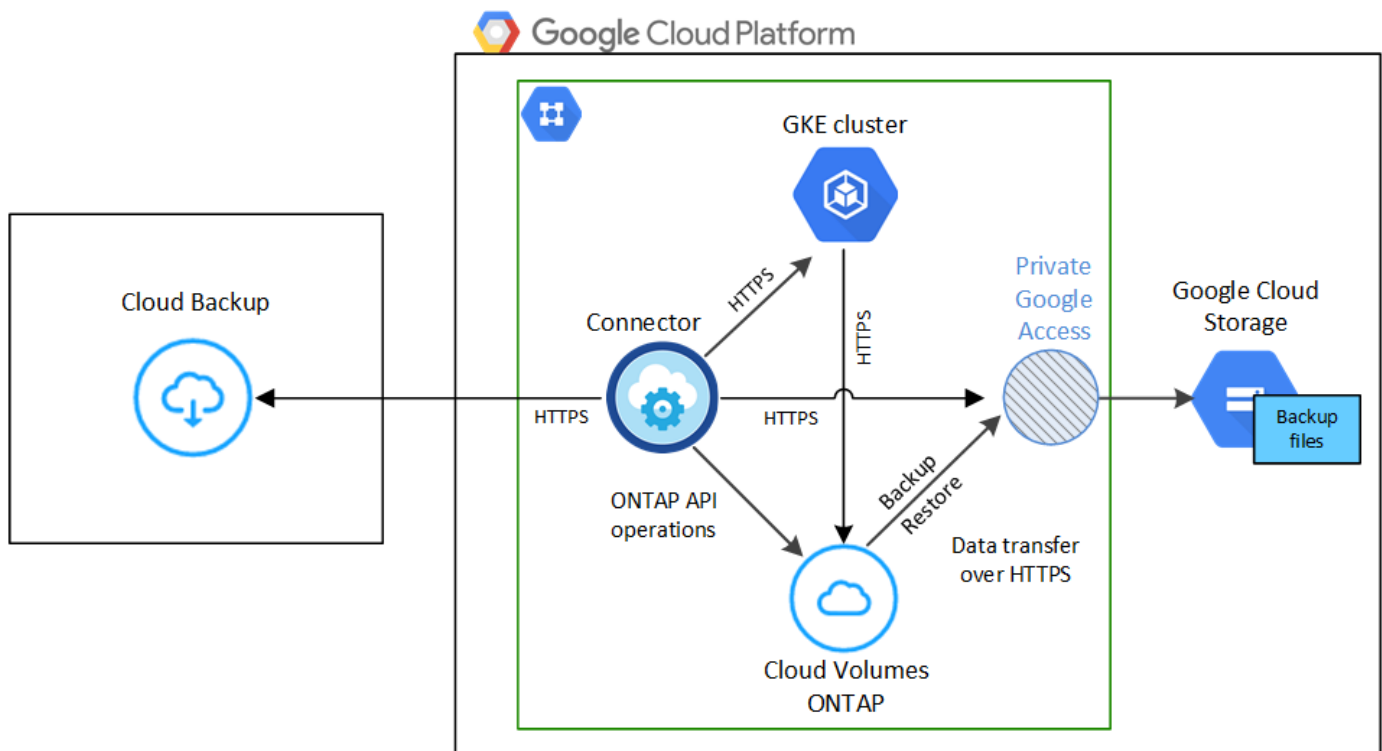 Google Cloud Platform
GKE cluster
Cloud Backup
Connector
HTTPS
HTTPS
Private
Google
Access
Google Cloud
Storage
HTTPS
HTTPS
Backup
files
ONTAP API
operations
Backup
Restore
Data transfer
over HTTPS
Cloud Volumes
ONTAP